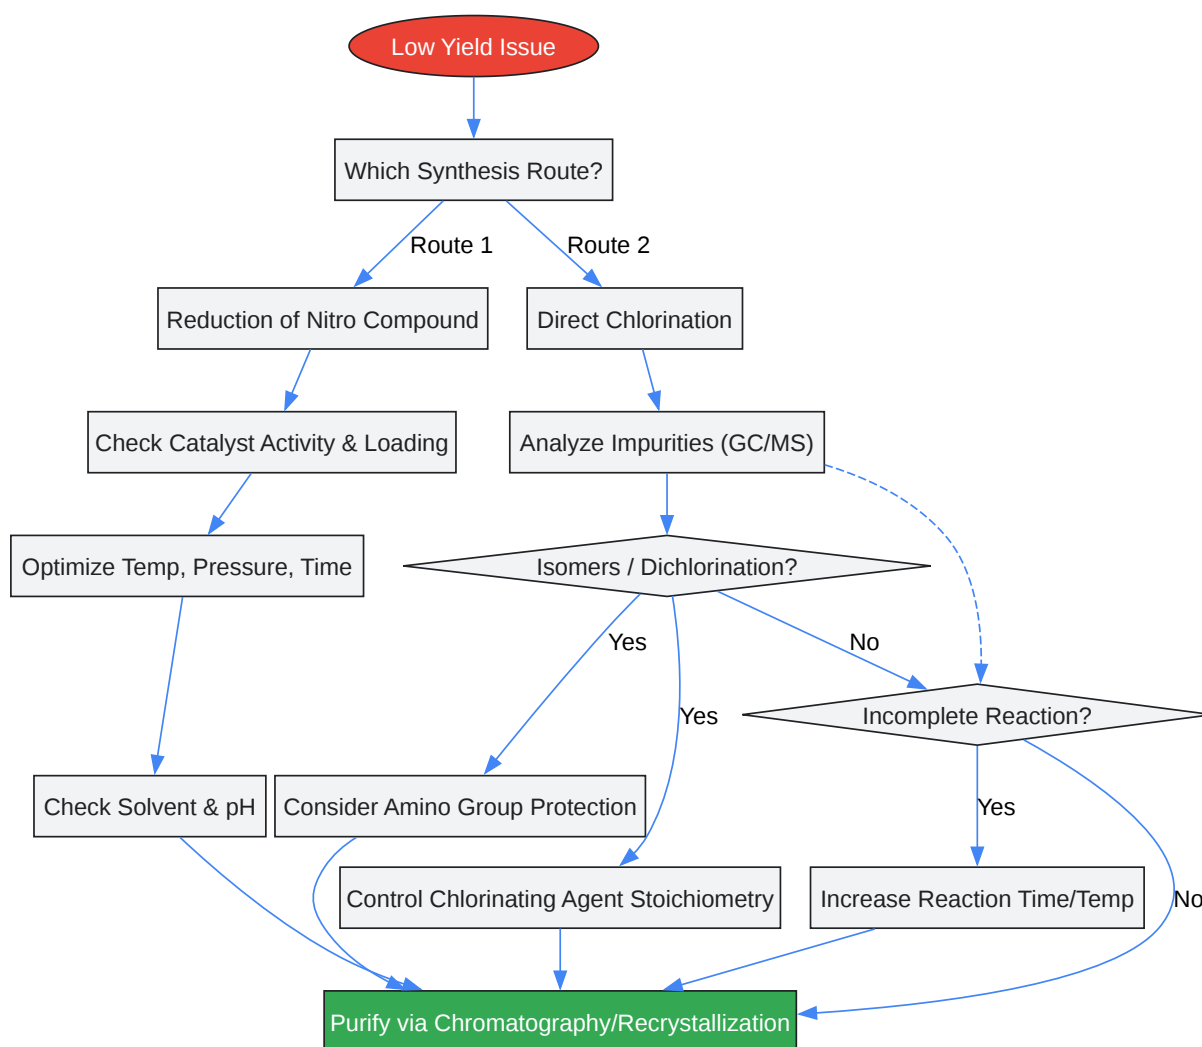 Low Yield Issue
Which Synthesis Route?
Route 1
Route 2
Reduction of Nitro Compound
Direct Chlorination
Check Catalyst Activity & Loading
Analyze Impurities (GC/MS)
Optimize Temp, Pressure, Time
Isomers / Dichlorination?
Yes
No
Yes
Incomplete Reaction?
Check Solvent & pH
Consider Amino Group Protection
Yes
Control Chlorinating Agent Stoichiometry
Increase Reaction Time/Temp
No
Purify via Chromatography/Recrystallization